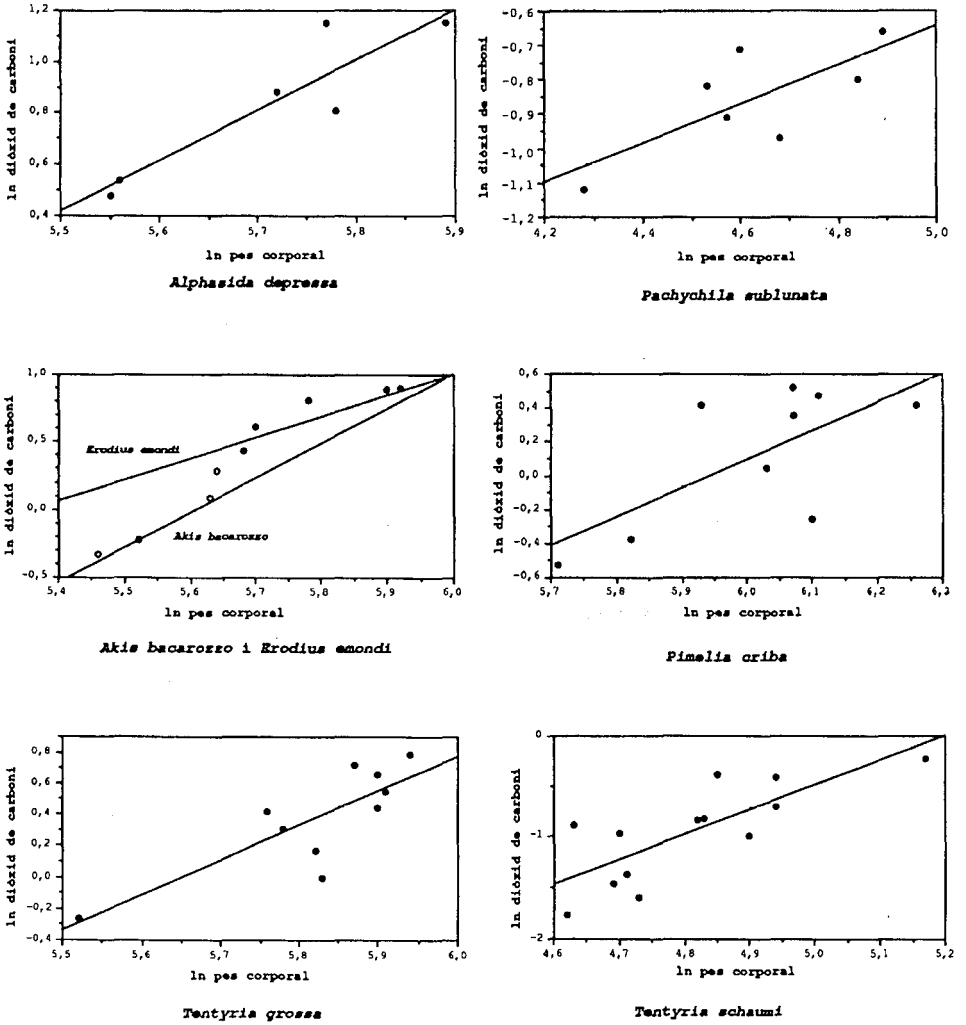 1,2
1,0
0,8
0,6
0,4
ln diòxid de carboni
5,5 5,6 5,7 5,8 5,9
ln pes corporal
Alphasida depressa
-0,6
-0,7
-0,8
-0,9
-1,0
-1,1
-1,2
ln diòxid de carboni
4,2 4,4 4,6 4,8 5,0
ln pes corporal
Pachychila sublunata
1,0
0,5
0,0
-0,5
ln diòxid de carboni
Erodius emondi
Akis bacarozzo
5,4 5,5 5,6 5,7 5,8 5,9 6,0
ln pes corporal
Akis bacarozzo i Erodius emondi
0,6
0,4
0,2
0,0
-0,2
-0,4
-0,6
ln diòxid de carboni
5,7 5,8 5,9 6,0 6,1 6,2 6,3
ln pes corporal
Pimelia criba
0,8
0,6
0,4
0,2
0,0
-0,2
-0,4
ln diòxid de carboni
5,5 5,6 5,7 5,8 5,9 6,0
ln pes corporal
Tentyria grossa
0
-1
-2
ln diòxid de carboni
4,6 4,7 4,8 4,9 5,0 5,1 5,2
ln pes corporal
Tentyria schaumi